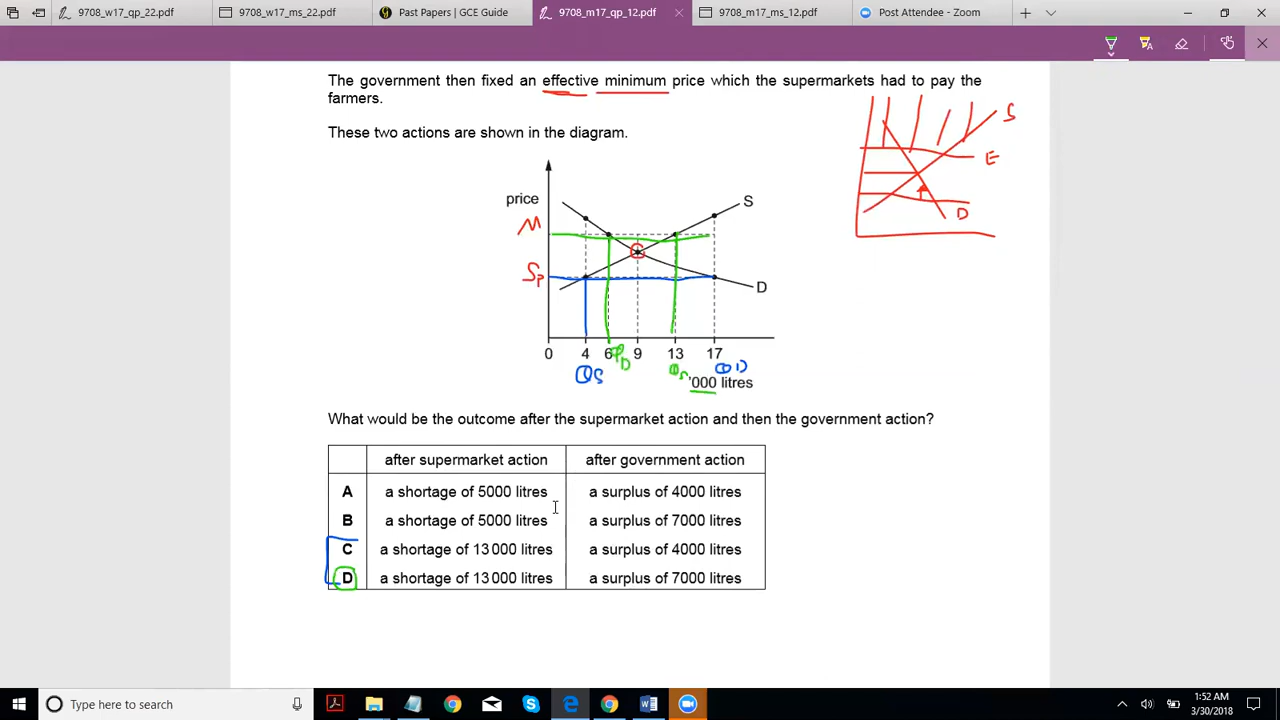 9708_w17_qp_22.pdf
9708_w17_ms_22.pdf
Past Papers | GCE Guide
9708_m17_qp_12.pdf
9708_m17_ms_12.pdf
Post Attendee - Zoom
The government then fixed an effective minimum price which the supermarkets had to pay the
farmers.
These two actions are shown in the diagram.
S
E
D
price
S
M
Sp
D
0 4 6 9 13 17
QS
QD
Qs
QD
'000 litres
What would be the outcome after the supermarket action and then the government action?
after supermarket action after government action
A a shortage of 5000 litres a surplus of 4000 litres
B a shortage of 5000 litres a surplus of 7000 litres
C a shortage of 13 000 litres a surplus of 4000 litres
D a shortage of 13 000 litres a surplus of 7000 litres
Type here to search
1:52 AM
3/30/2018